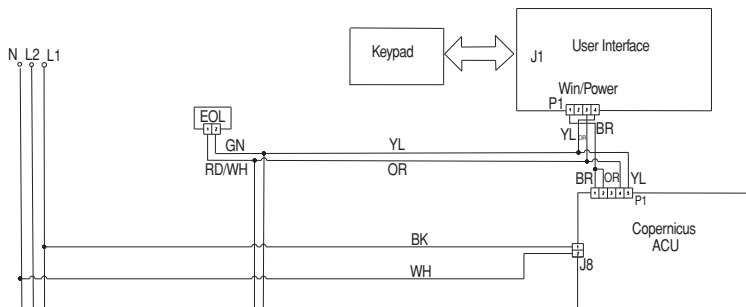 Keypad
User Interface
J1
N L2 L1
Win/Power
P1
1 2 3 4
EOL
1 2
YL OR BR
GN
YL
RD/WH
OR
BR OR YL
1 2 3 4 5
P1
Copernicus
ACU
BK
1
2
J8
WH